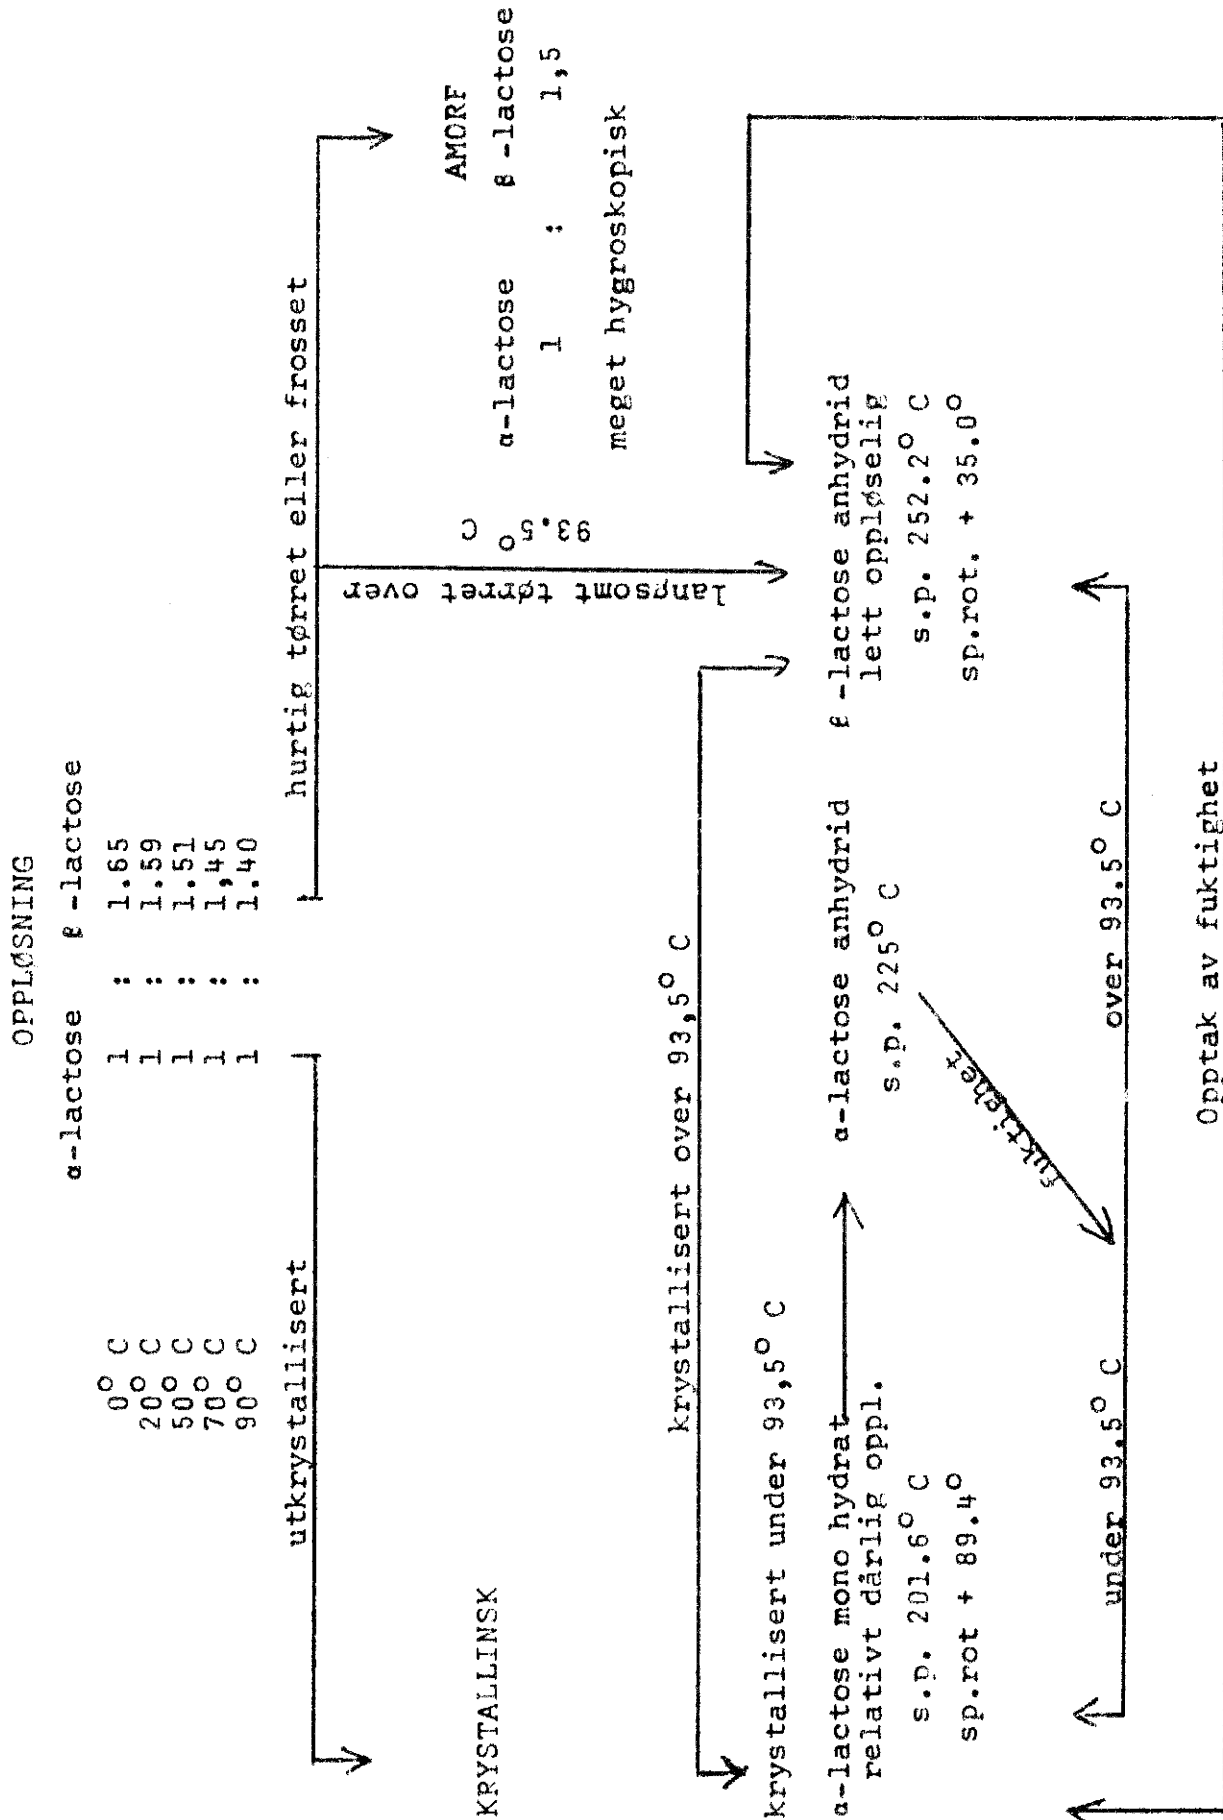 OPPLØSNING
α-lactose β-lactose
0° C 1 : 1.65
20° C 1 : 1.59
50° C 1 : 1.51
70° C 1 : 1,45
90° C 1 : 1.40
utkrystallisert hurtig tørret eller frosset
KRYSTALLINSK
AMORF
α-lactose β-lactose
1 : 1,5
meget hygroskopisk
langsomt tørret over
93.5° C
krystallisert over 93,5° C
krystallisert under 93,5° C
α-lactose mono hydrat
relativt dårlig oppl.
s.p. 201.6° C
sp.rot + 89.4°
α-lactose anhydrid
s.p. 225° C
β-lactose anhydrid
lett oppløselig
s.p. 252.2° C
sp.rot. + 35.0°
fuktighet
under 93.5° C over 93.5° C
Opptak av fuktighet